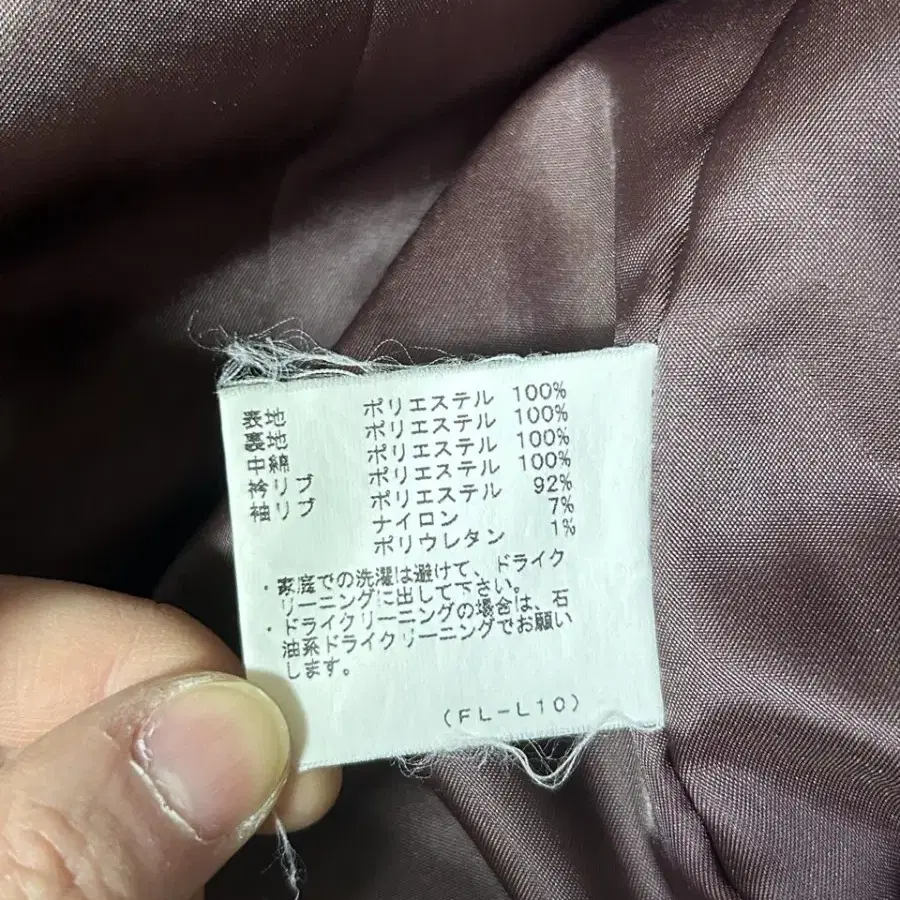 表地 ポリエステル 100%
裏地 ポリエステル 100%
中綿 ポリエステル 100%
衿リブ ポリエステル 100%
袖リブ ポリエステル 92%
ナイロン 7%
ポリウレタン 1%
・家庭での洗濯は避けて、ドライク
リーニングに出して下さい。
・ドライクリーニングの場合は、石
油系ドライクリーニングでお願い
します。
(FL-L10)